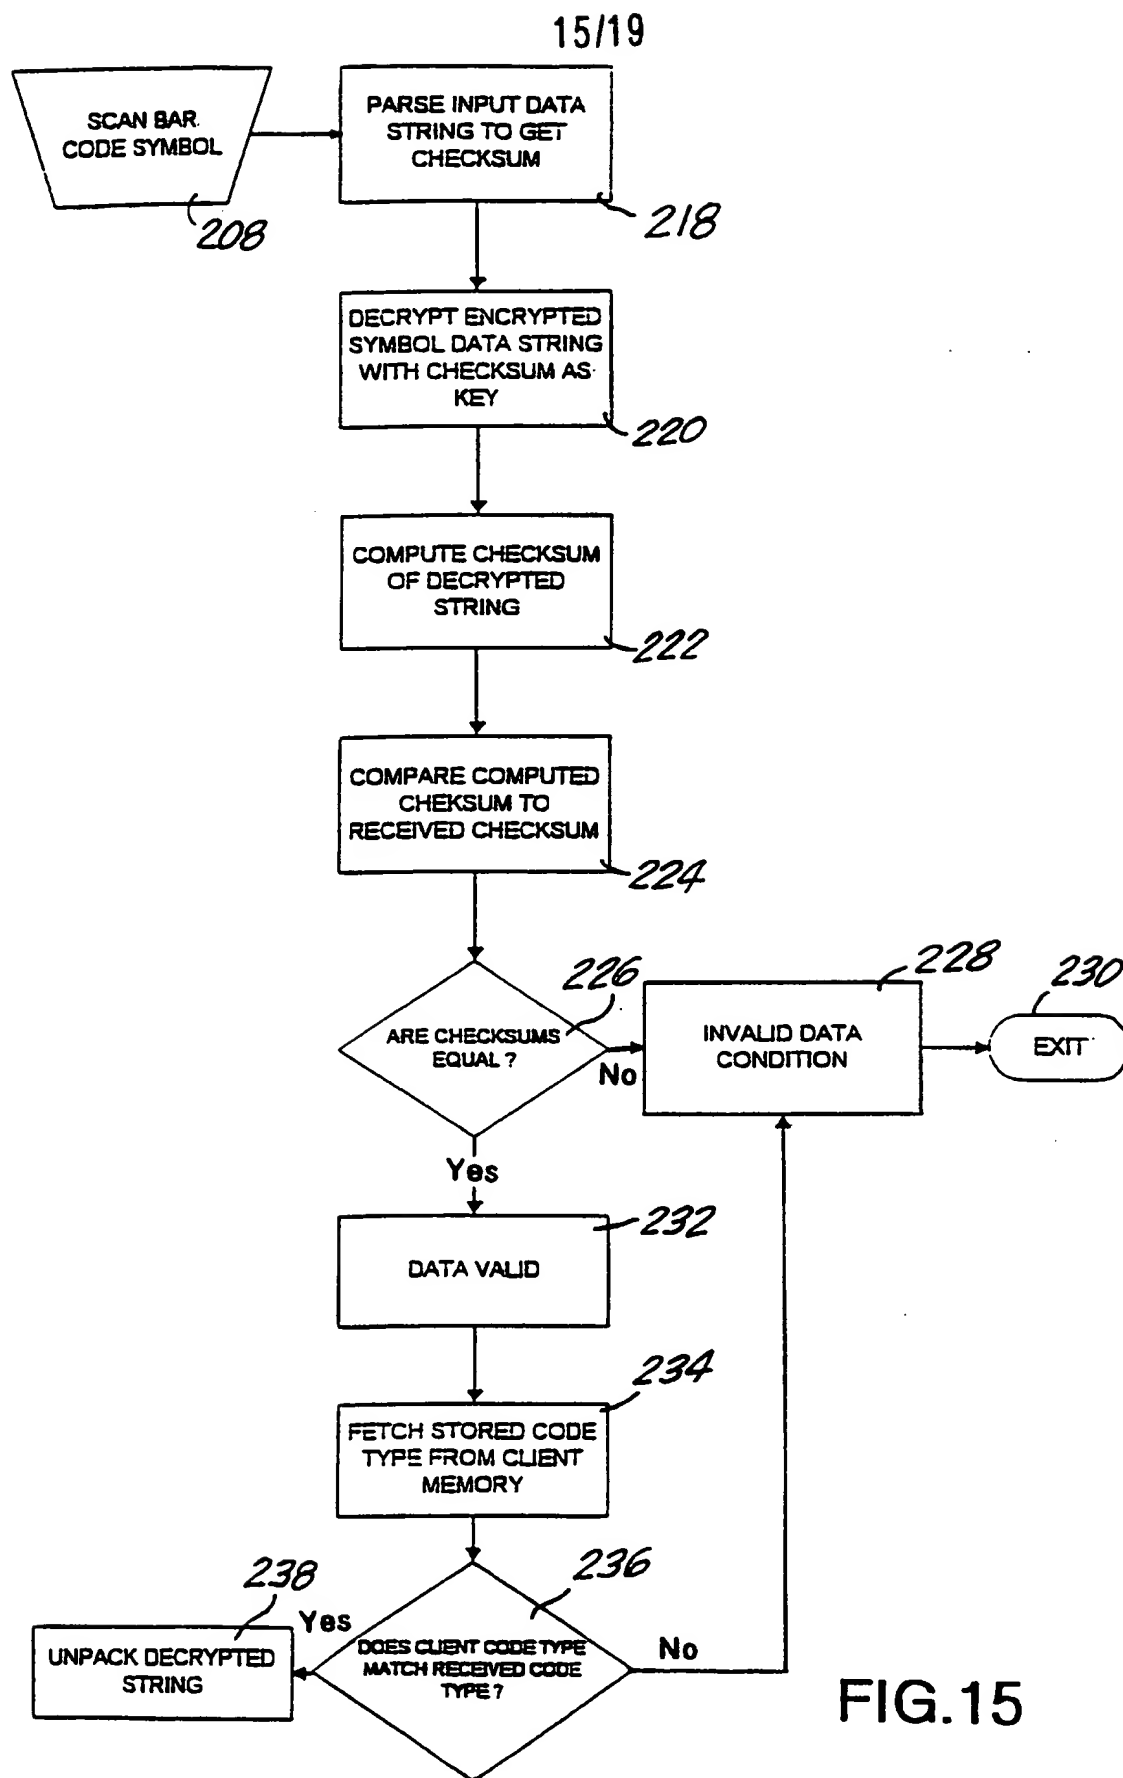 15/19
SCAN BAR
CODE SYMBOL
208
PARSE INPUT DATA
STRING TO GET
CHECKSUM
218
DECRYPT ENCRYPTED
SYMBOL DATA STRING
WITH CHECKSUM AS
KEY
220
COMPUTE CHECKSUM
OF DECRYPTED
STRING
222
COMPARE COMPUTED
CHEKSUM TO
RECEIVED CHECKSUM
224
ARE CHECKSUMS
EQUAL ?
226
No
INVALID DATA
CONDITION
228
EXIT
230
Yes
DATA VALID
232
FETCH STORED CODE
TYPE FROM CLIENT
MEMORY
234
DOES CLIENT CODE TYPE
MATCH RECEIVED CODE
TYPE ?
236
No
Yes
UNPACK DECRYPTED
STRING
238
FIG.15